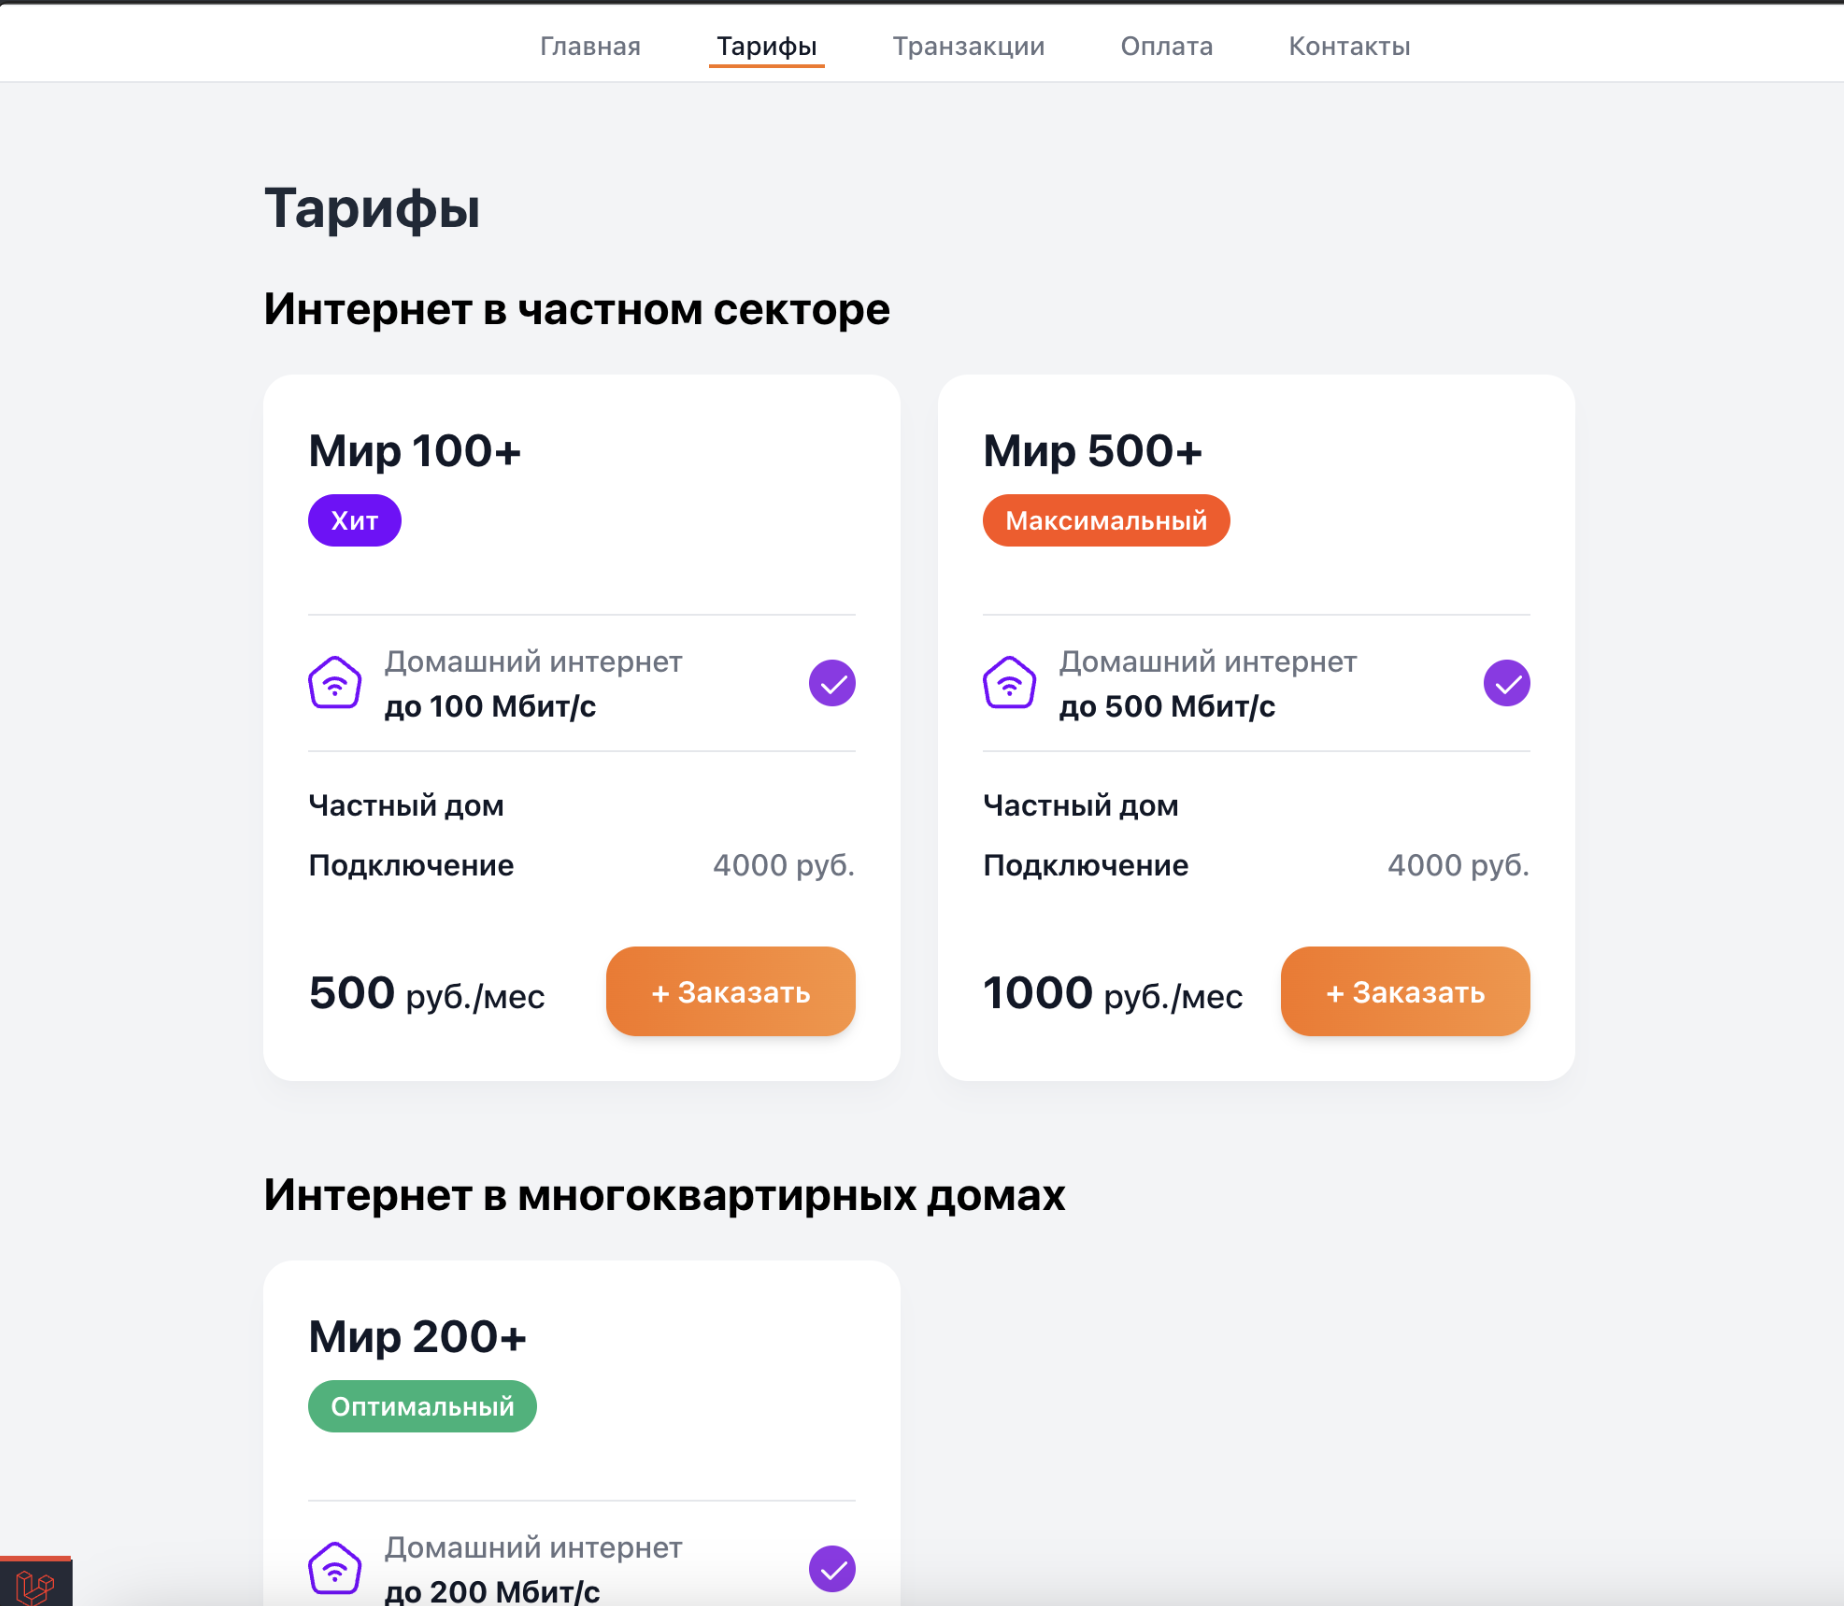 Главная Тарифы Транзакции Оплата Контакты
Тарифы
Интернет в частном секторе
Мир 100+
Хит
Домашний интернет
до 100 Мбит/с
Частный дом
Подключение 4000 руб.
500 руб./мес + Заказать
Мир 500+
Максимальный
Домашний интернет
до 500 Мбит/с
Частный дом
Подключение 4000 руб.
1000 руб./мес + Заказать
Интернет в многоквартирных домах
Мир 200+
Оптимальный
Домашний интернет
до 200 Мбит/с